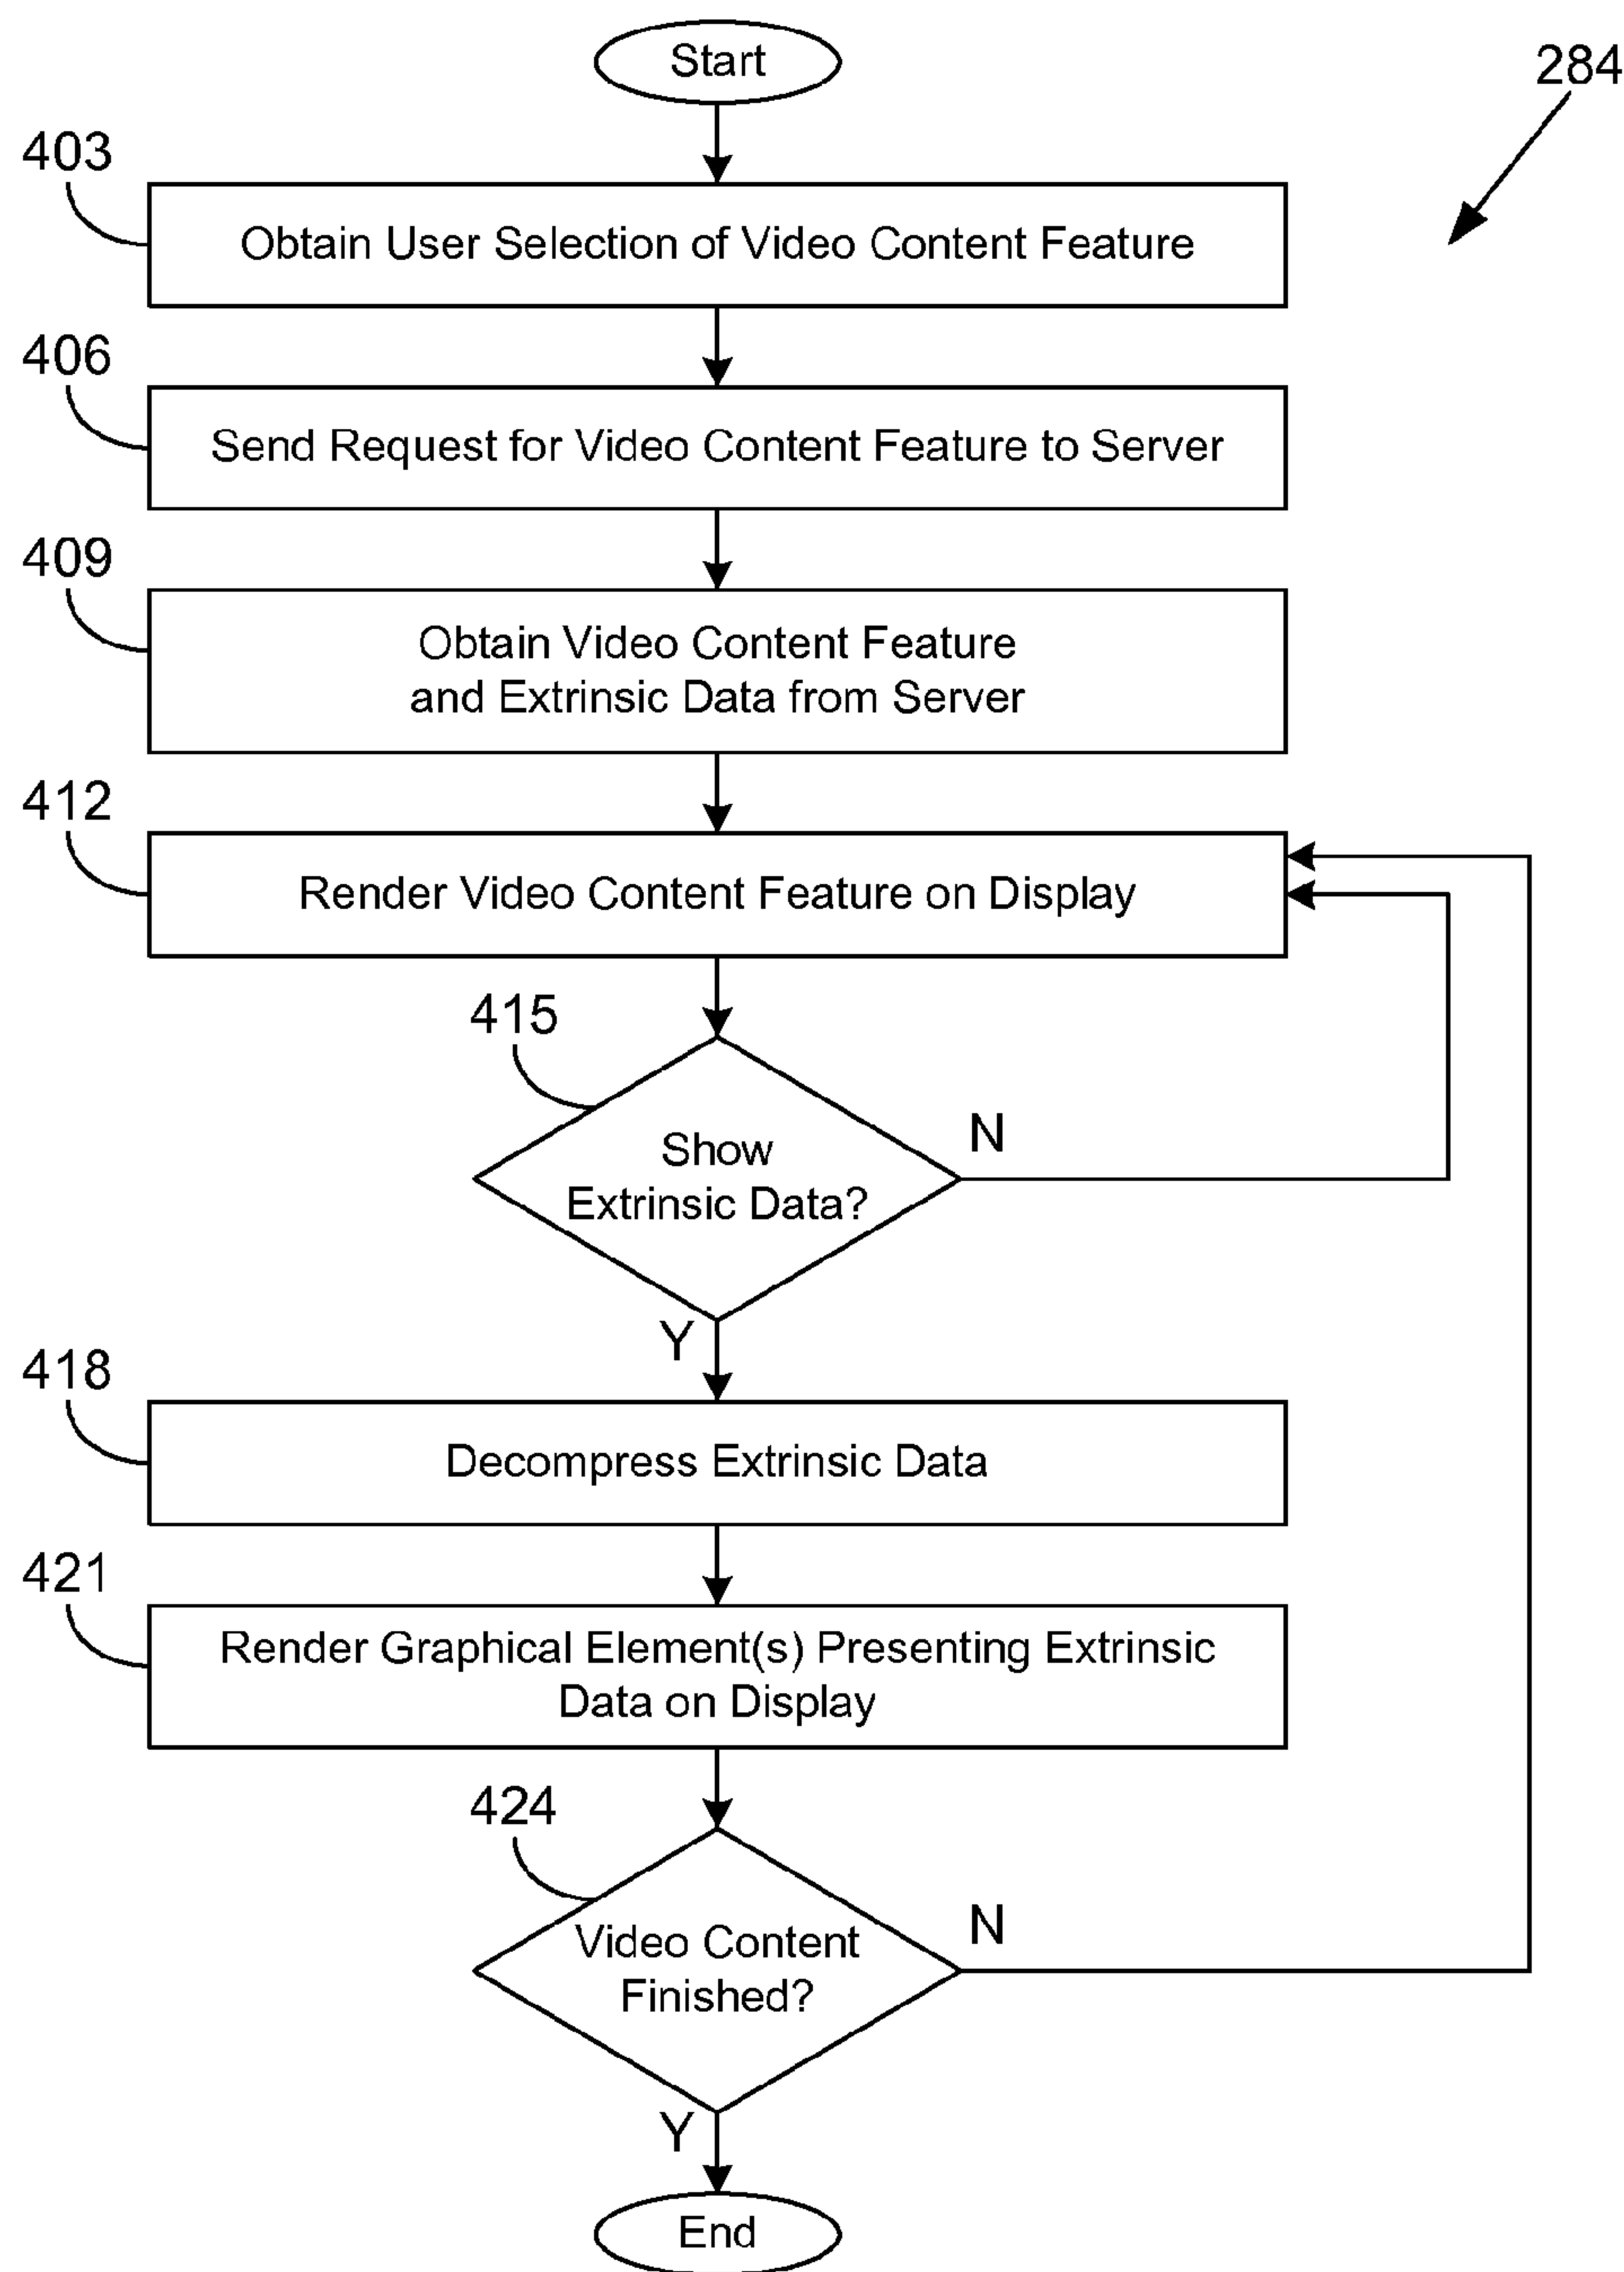 Start
284
403
Obtain User Selection of Video Content Feature
406
Send Request for Video Content Feature to Server
409
Obtain Video Content Feature
and Extrinsic Data from Server
412
Render Video Content Feature on Display
415
Show
Extrinsic Data?
N
Y
418
Decompress Extrinsic Data
421
Render Graphical Element(s) Presenting Extrinsic
Data on Display
424
Video Content
Finished?
N
Y
End